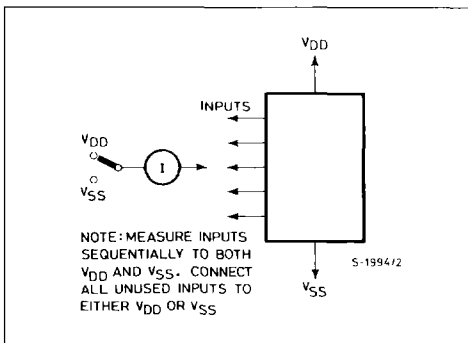 VDD
INPUTS
VDD
I
VSS
NOTE: MEASURE INPUTS
SEQUENTIALLY TO BOTH
VDD AND VSS. CONNECT
ALL UNUSED INPUTS TO
EITHER VDD OR VSS
S-1994/2
VSS